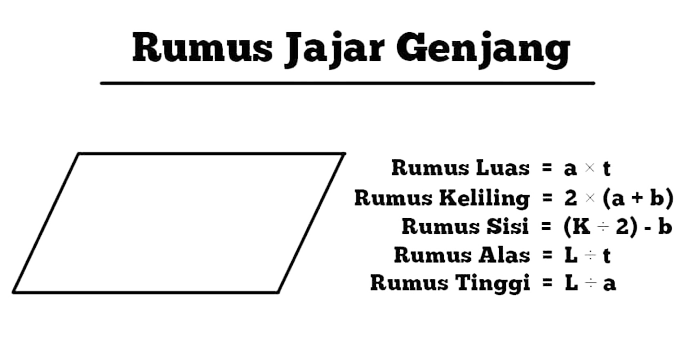 Rumus Jajar Genjang
Rumus Luas = a × t
Rumus Keliling = 2 × (a + b)
Rumus Sisi = (K ÷ 2) - b
Rumus Alas = L ÷ t
Rumus Tinggi = L ÷ a